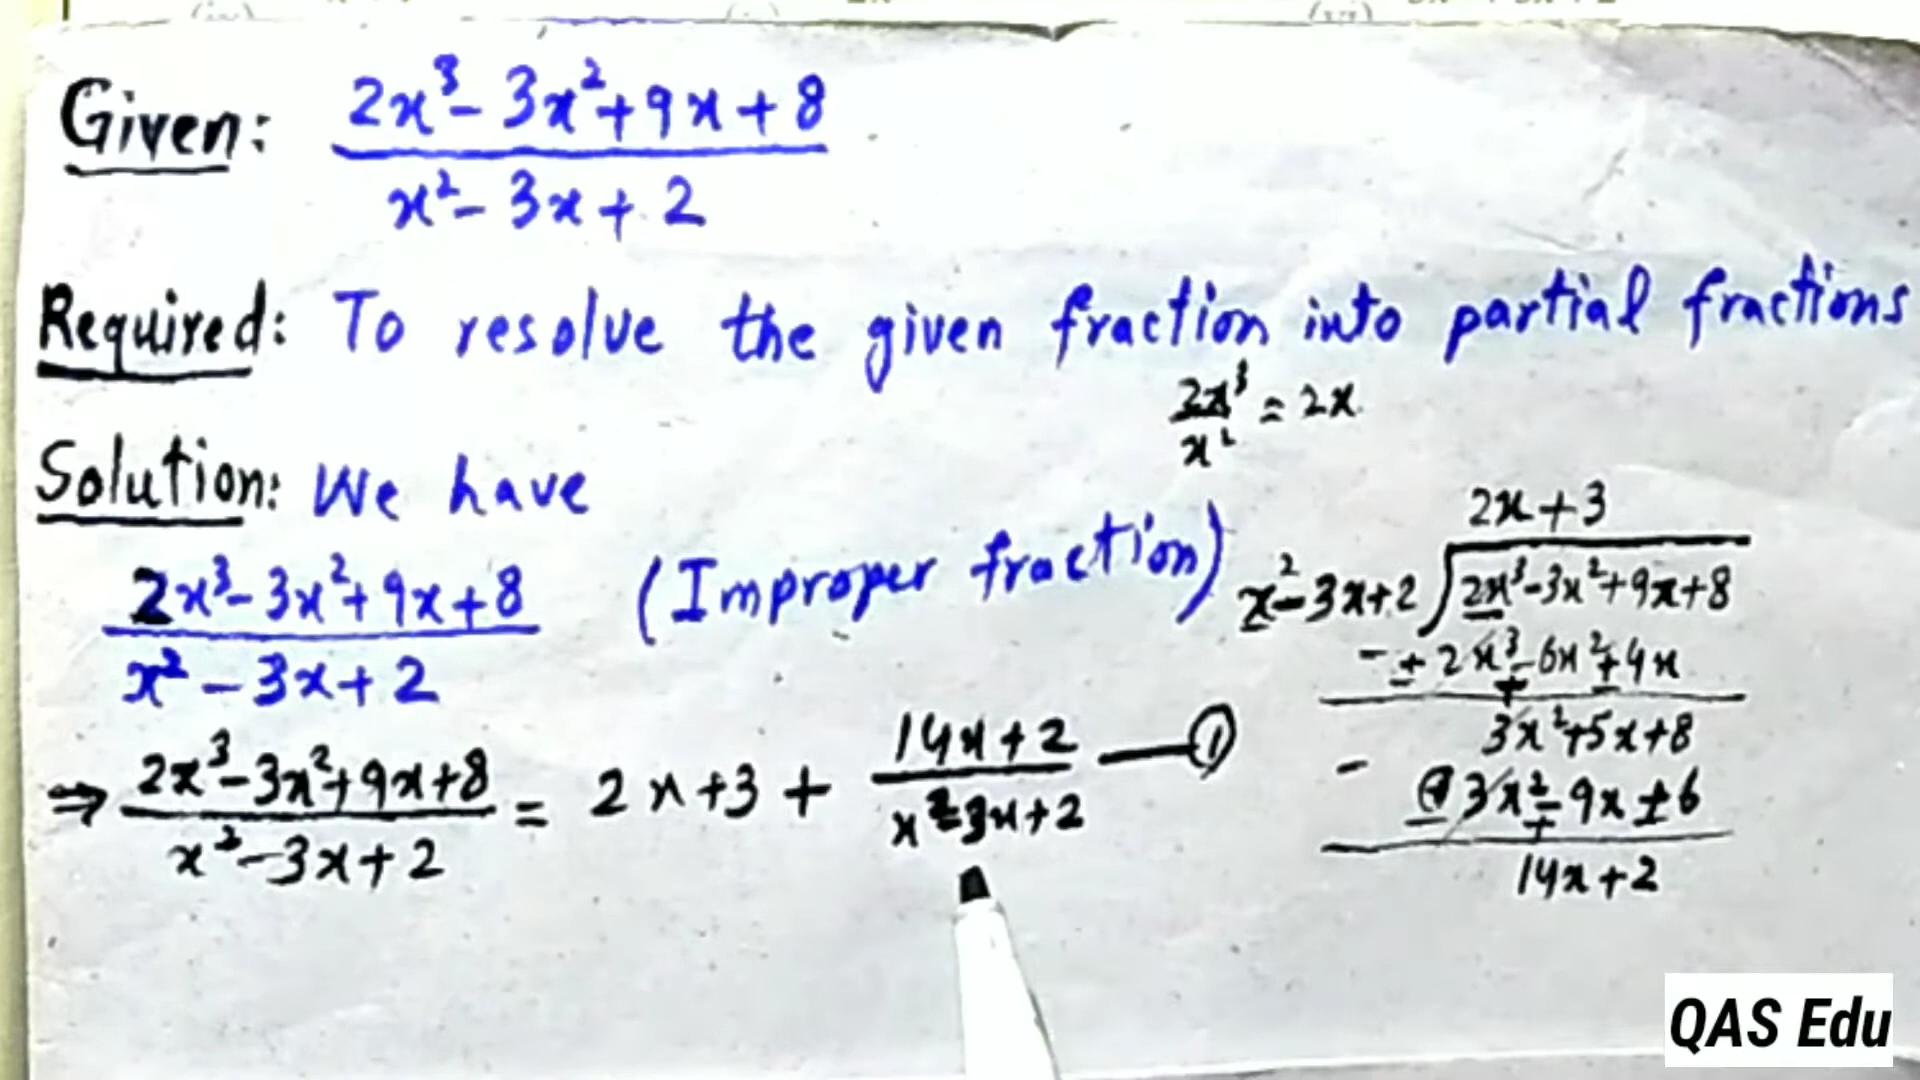 Given: 2x³ - 3x² + 9x + 8
x² - 3x + 2
Required: To resolve the given fraction into partial fractions
2x³ = 2x
x²
Solution: We have
2x³ - 3x² + 9x + 8 (Improper fraction)
x² - 3x + 2
⇒ 2x³ - 3x² + 9x + 8 = 2x + 3 + 14x + 2 — ①
x² - 3x + 2 x² - 3x + 2
2x + 3
x² - 3x + 2 ) 2x³ - 3x² + 9x + 8
- ± 2x³ - 6x² + 4x
+ -
3x² + 5x + 8
- + 3x² - 9x ± 6
- +
14x + 2
QAS Edu